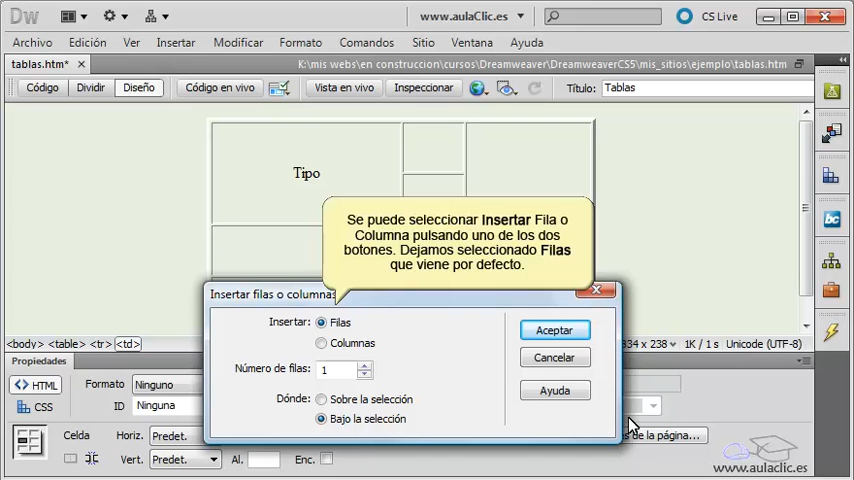 Dw
www.aulaClic.es
CS Live
Archivo Edición Ver Insertar Modificar Formato Comandos Sitio Ventana Ayuda
tablas.htm* K:\mis webs\en construccion\cursos\Dreamweaver\DreamweaverCS5\mis_sitios\ejemplo\tablas.htm
Código Dividir Diseño Código en vivo Vista en vivo Inspeccionar Título: Tablas
Tipo
bc
Se puede seleccionar Insertar Fila o
Columna pulsando uno de los dos
botones. Dejamos seleccionado Filas
que viene por defecto.
Insertar filas o columnas
Insertar: Filas
Columnas
Número de filas: 1
Dónde: Sobre la selección
Bajo la selección
Aceptar
Cancelar
Ayuda
<body> <table> <tr> <td> 334 x 238 1K / 1 s Unicode (UTF-8)
Propiedades
<> HTML Formato Ninguno
CSS ID Ninguna
Celda Horiz. Predet. de la página...
Vert. Predet. Al. Enc.
www.aulaclic.es